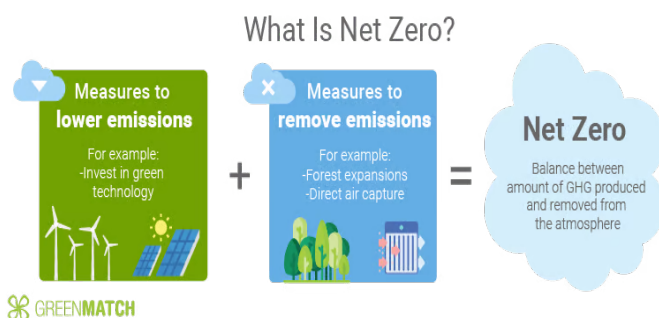 What Is Net Zero?
Measures to
lower emissions
For example:
-Invest in green
technology
+
Measures to
remove emissions
For example:
-Forest expansions
-Direct air capture
=
Net Zero
Balance between
amount of GHG produced
and removed from
the atmosphere
GREENMATCH